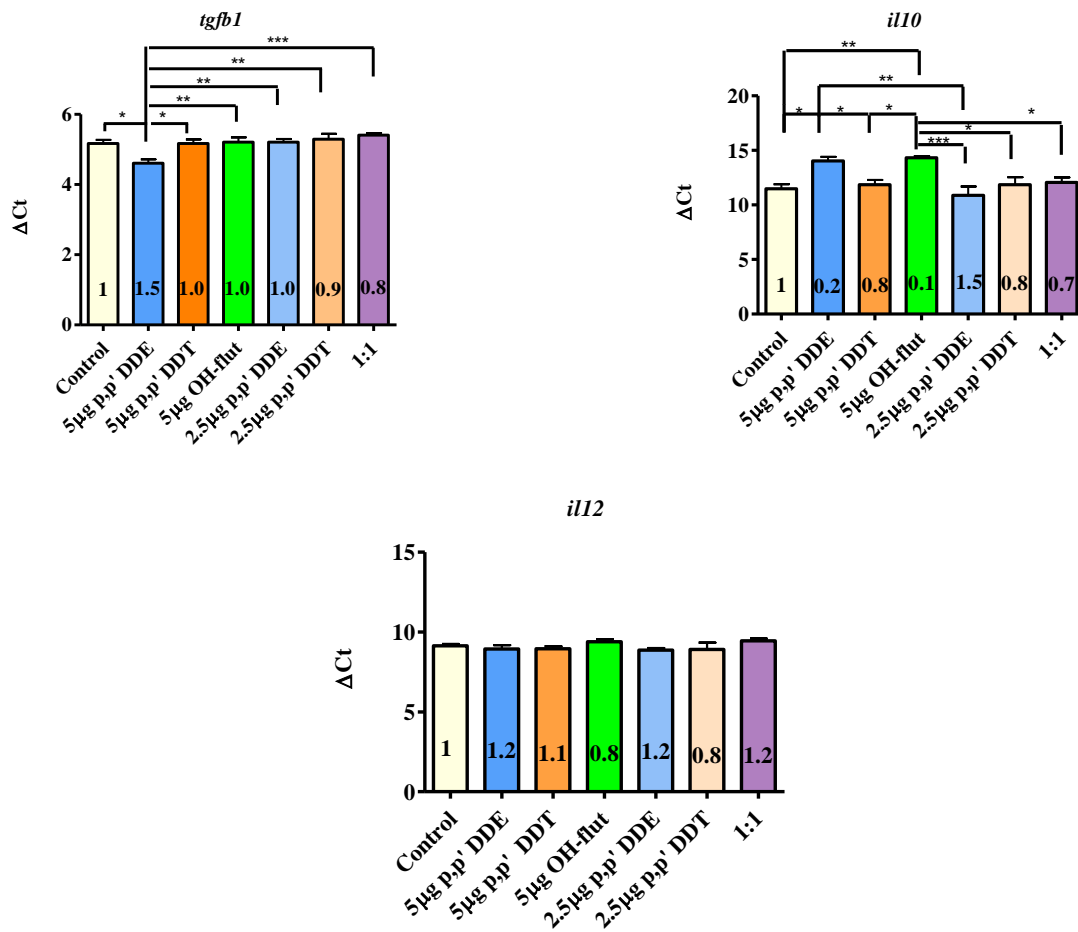 tgfb1
***
**
**
**
* *
6
4
2
0
ΔCt
1 1.5 1.0 1.0 1.0 0.9 0.8
Control
5µg p,p' DDE
5µg p,p' DDT
5µg OH-flut
2.5µg p,p' DDE
2.5µg p,p' DDT
1:1
il10
**
**
* * * *
*
***
20
15
10
5
0
ΔCt
1 0.2 0.8 0.1 1.5 0.8 0.7
Control
5µg p,p' DDE
5µg p,p' DDT
5µg OH-flut
2.5µg p,p' DDE
2.5µg p,p' DDT
1:1
il12
15
10
5
0
ΔCt
1 1.2 1.1 0.8 1.2 0.8 1.2
Control
5µg p,p' DDE
5µg p,p' DDT
5µg OH-flut
2.5µg p,p' DDE
2.5µg p,p' DDT
1:1